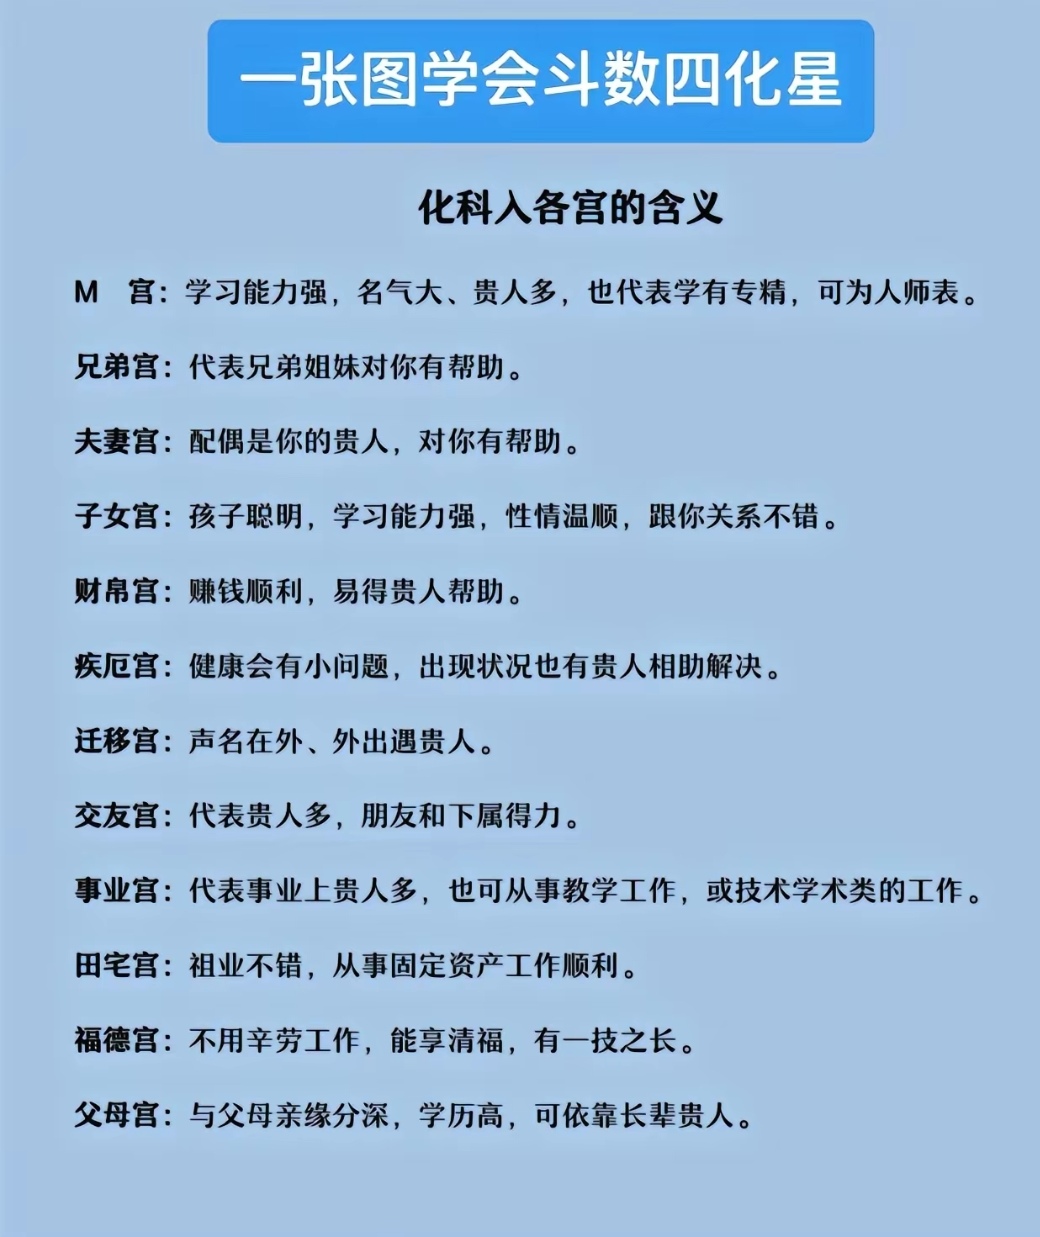 一张图学会斗数四化星
化科入各宫的含义
M 宫：学习能力强，名气大、贵人多，也代表学有专精，可为人师表。
兄弟宫：代表兄弟姐妹对你有帮助。
夫妻宫：配偶是你的贵人，对你有帮助。
子女宫：孩子聪明，学习能力强，性情温顺，跟你关系不错。
财帛宫：赚钱顺利，易得贵人帮助。
疾厄宫：健康会有小问题，出现状况也有贵人相助解决。
迁移宫：声名在外、外出遇贵人。
交友宫：代表贵人多，朋友和下属得力。
事业宫：代表事业上贵人多，也可从事教学工作，或技术学术类的工作。
田宅宫：祖业不错，从事固定资产工作顺利。
福德宫：不用辛劳工作，能享清福，有一技之长。
父母宫：与父母亲缘分深，学历高，可依靠长辈贵人。